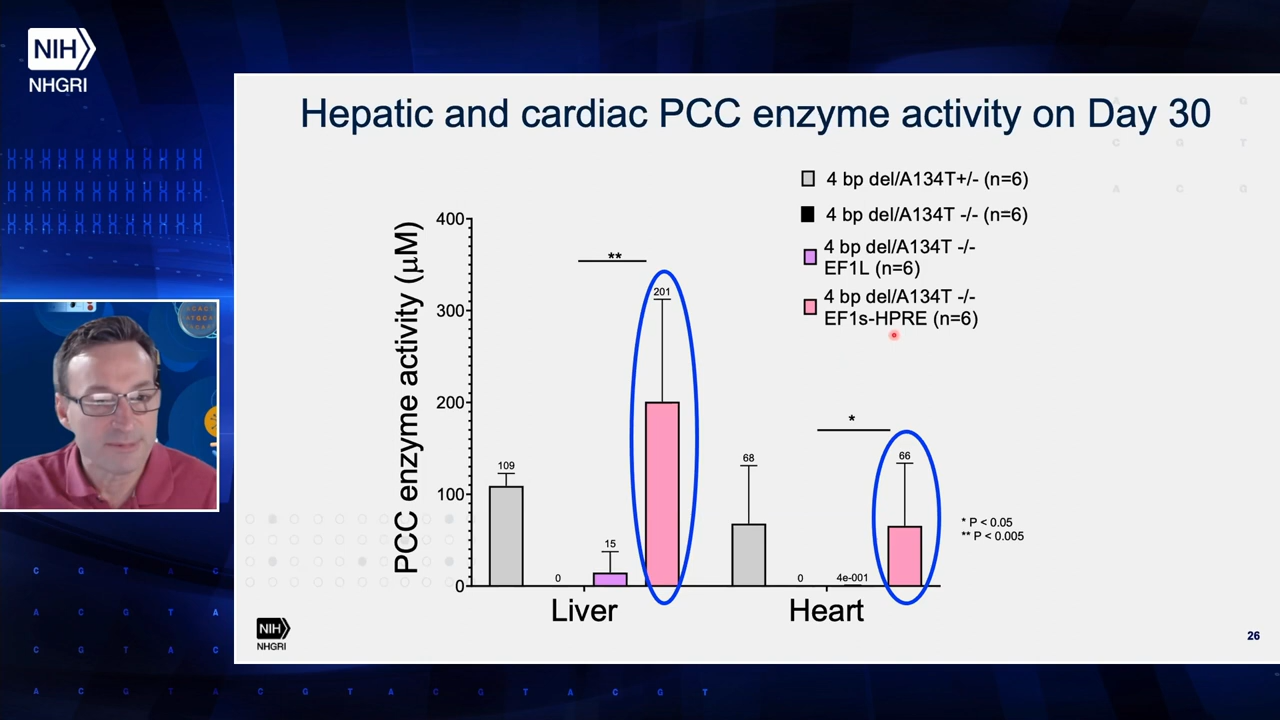 NIH
NHGRI
Hepatic and cardiac PCC enzyme activity on Day 30
4 bp del/A134T+/- (n=6)
4 bp del/A134T -/- (n=6)
4 bp del/A134T -/-
EF1L (n=6)
4 bp del/A134T -/-
EF1s-HPRE (n=6)
PCC enzyme activity (µM)
400
300
200
100
0
**
109
0
15
201
*
68
0
4e-001
66
Liver
Heart
* P < 0.05
** P < 0.005
NIH
NHGRI
26
C G T A C
A C G T A
C G T A C
A C G T A C G T A C G T A C G T